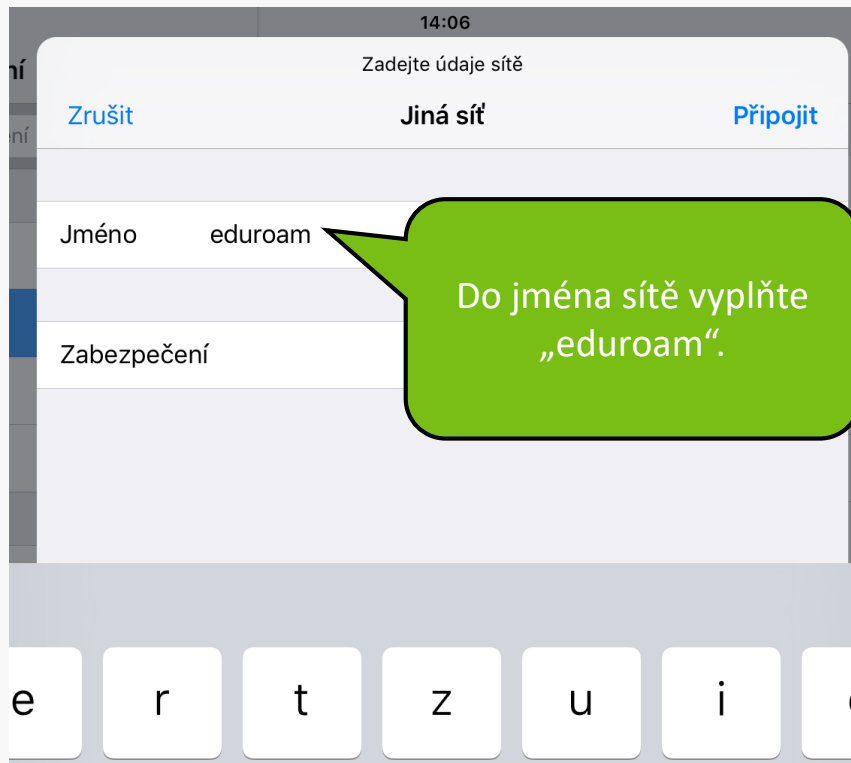 14:06
ní
Zadejte údaje sítě
Zrušit
Jiná síť
Připojit
ení
Jméno
eduroam
Do jména sítě vyplňte
„eduroam“.
Zabezpečení
e
r
t
z
u
i